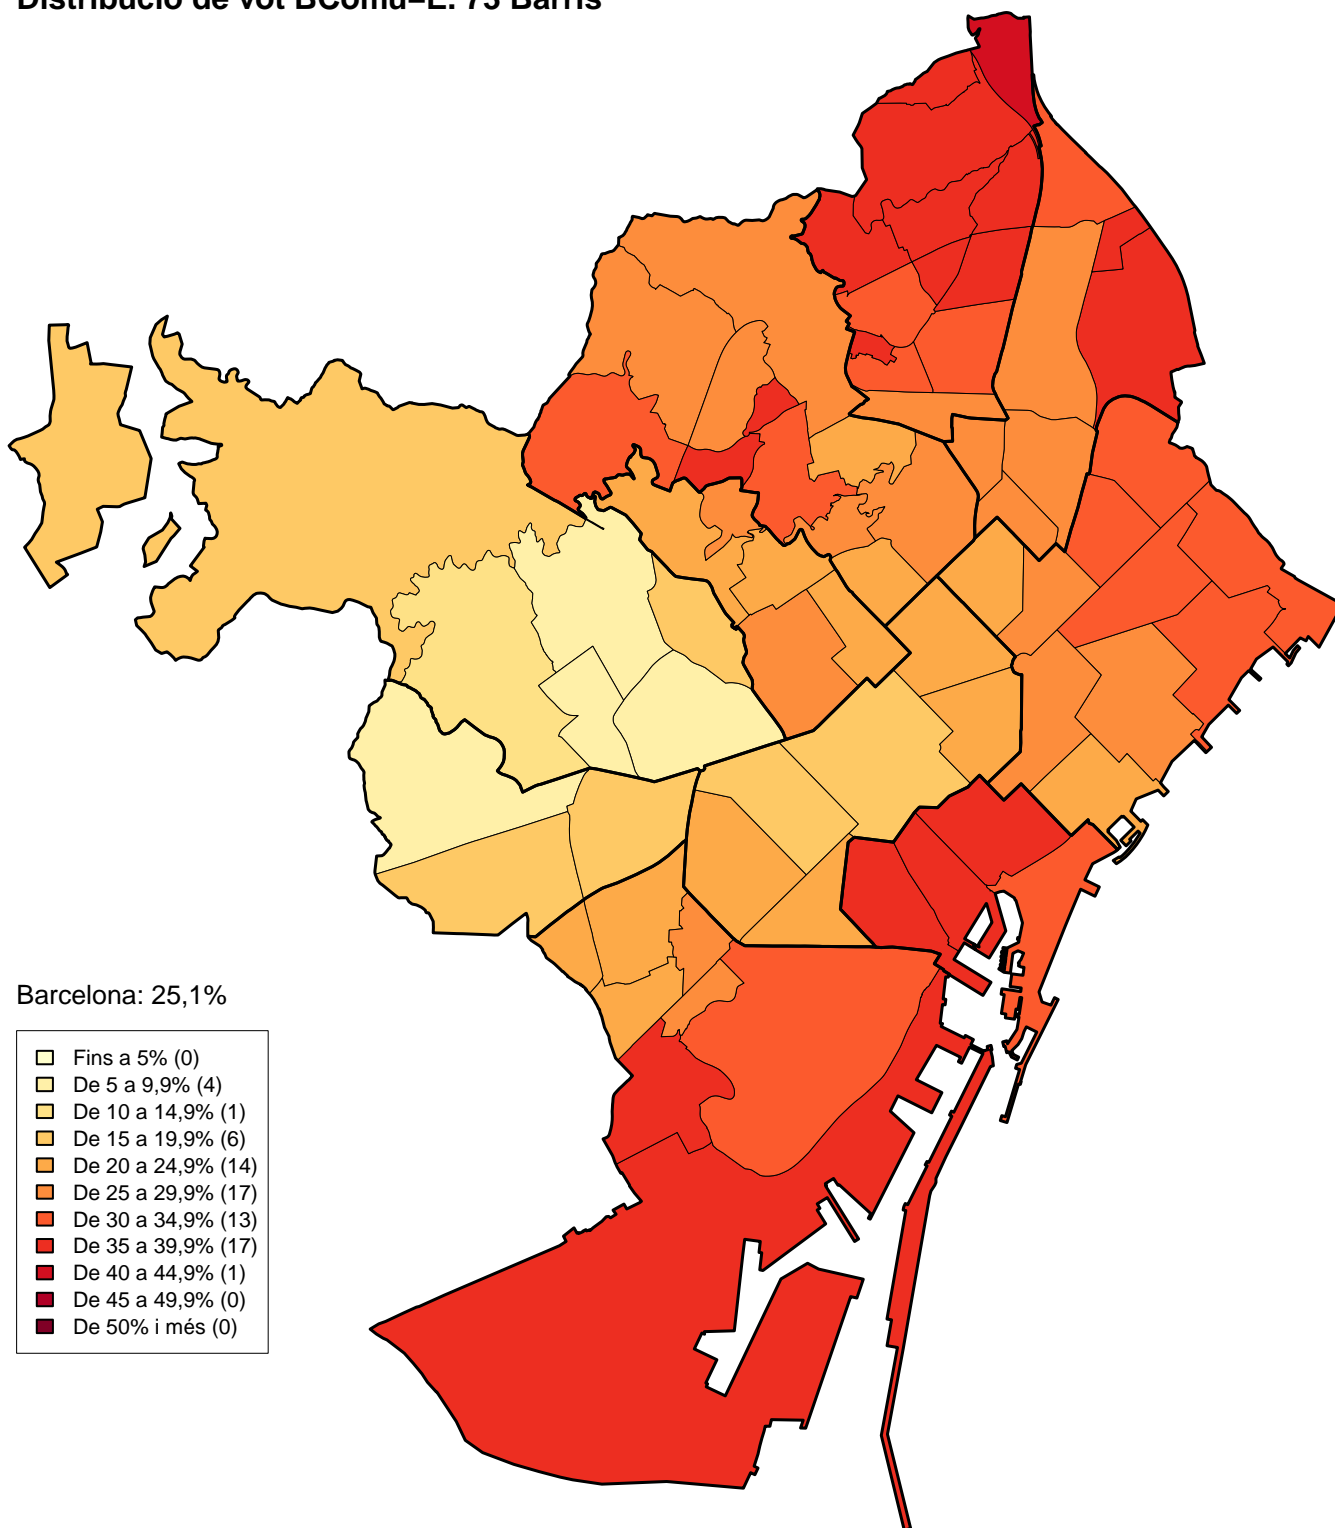 Distribució de vot BComú−E. 73 Barris
Barcelona: 25,1%
Fins a 5% (0)
De 5 a 9,9% (4)
De 10 a 14,9% (1)
De 15 a 19,9% (6)
De 20 a 24,9% (14)
De 25 a 29,9% (17)
De 30 a 34,9% (13)
De 35 a 39,9% (17)
De 40 a 44,9% (1)
De 45 a 49,9% (0)
De 50% i més (0)